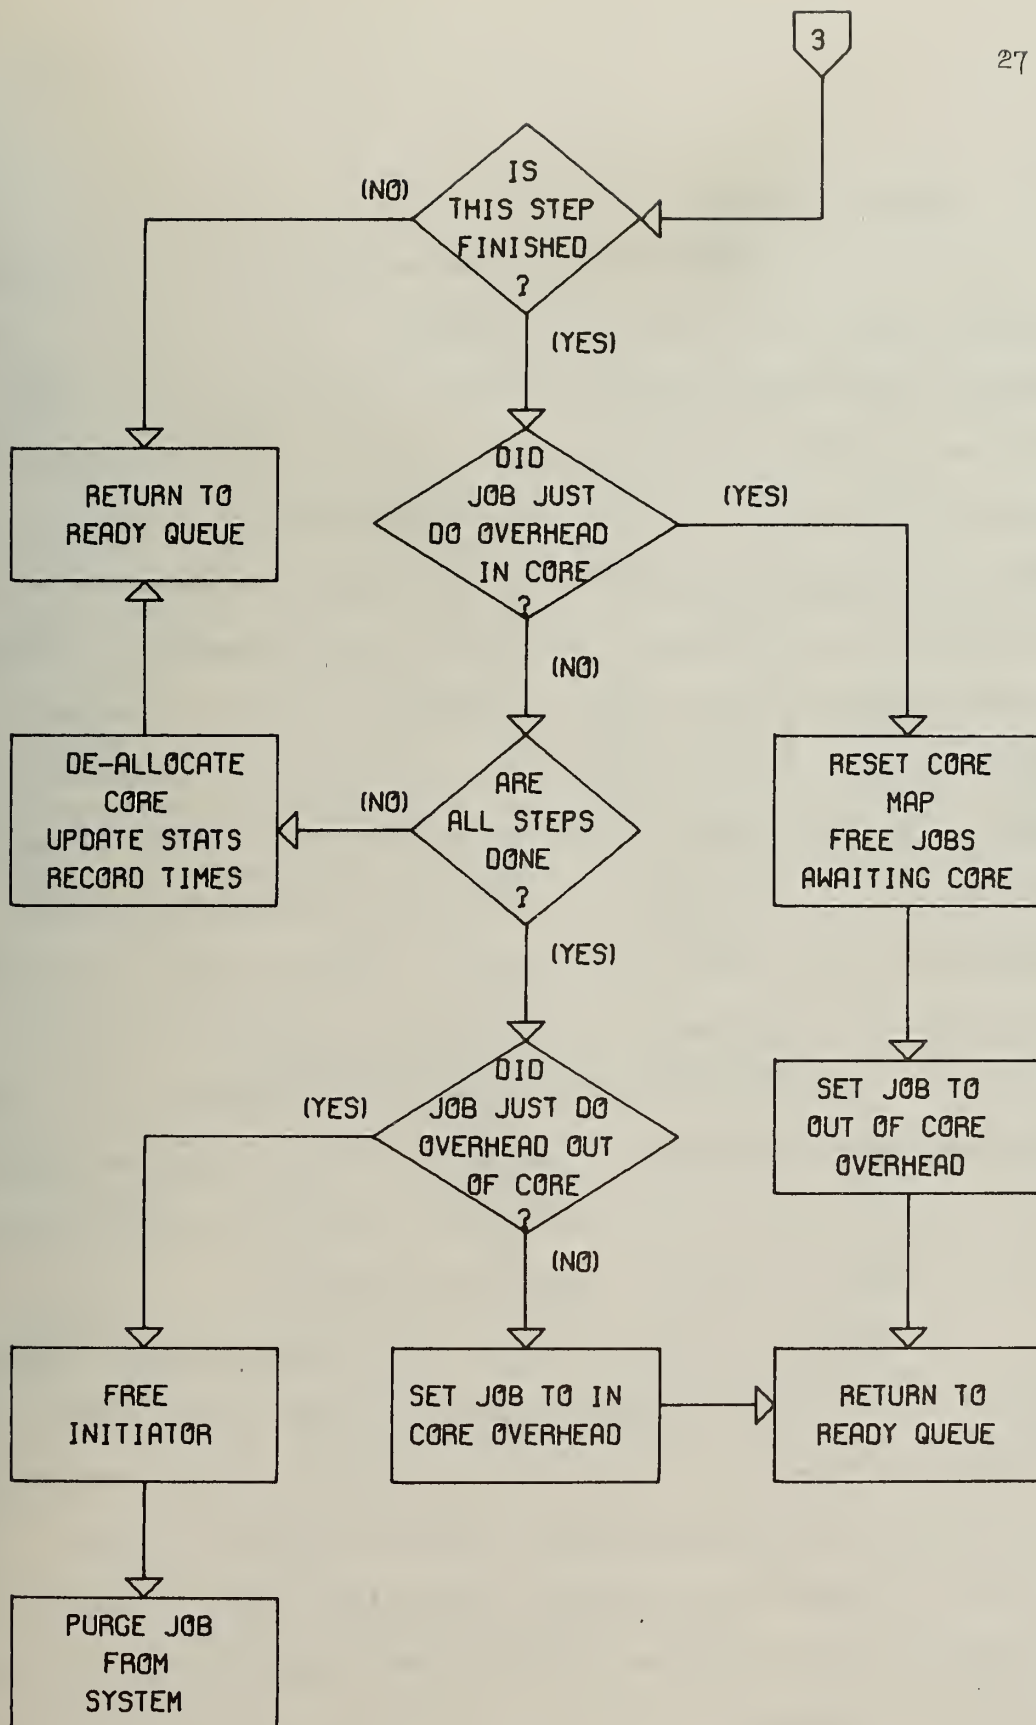 3
27
IS
THIS STEP
FINISHED
?
(NO)
(YES)
RETURN TO
READY QUEUE
DID
JOB JUST
DO OVERHEAD
IN CORE
?
(YES)
(NO)
DE-ALLOCATE
CORE
UPDATE STATS
RECORD TIMES
(NO)
ARE
ALL STEPS
DONE
?
(YES)
RESET CORE
MAP
FREE JOBS
AWAITING CORE
DID
JOB JUST DO
OVERHEAD OUT
OF CORE
?
(YES)
(NO)
SET JOB TO
OUT OF CORE
OVERHEAD
FREE
INITIATOR
SET JOB TO IN
CORE OVERHEAD
RETURN TO
READY QUEUE
PURGE JOB
FROM
SYSTEM